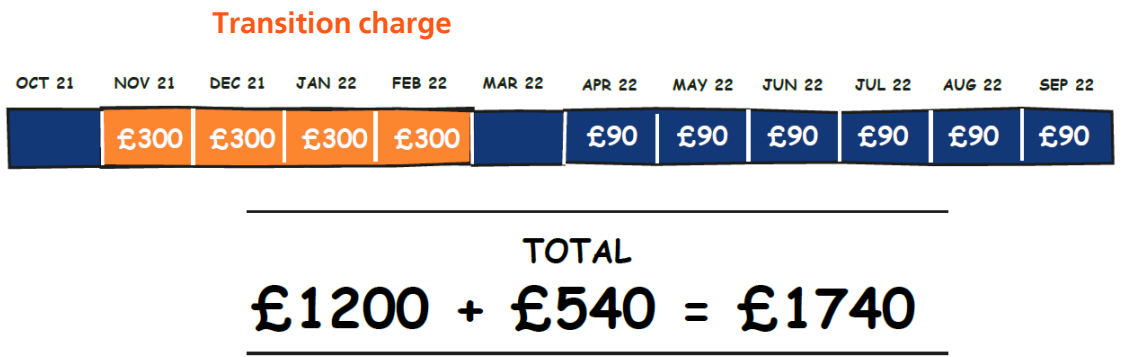 Transition charge
OCT 21 NOV 21 DEC 21 JAN 22 FEB 22 MAR 22 APR 22 MAY 22 JUN 22 JUL 22 AUG 22 SEP 22
£300 £300 £300 £300 £90 £90 £90 £90 £90 £90
TOTAL
£1200 + £540 = £1740